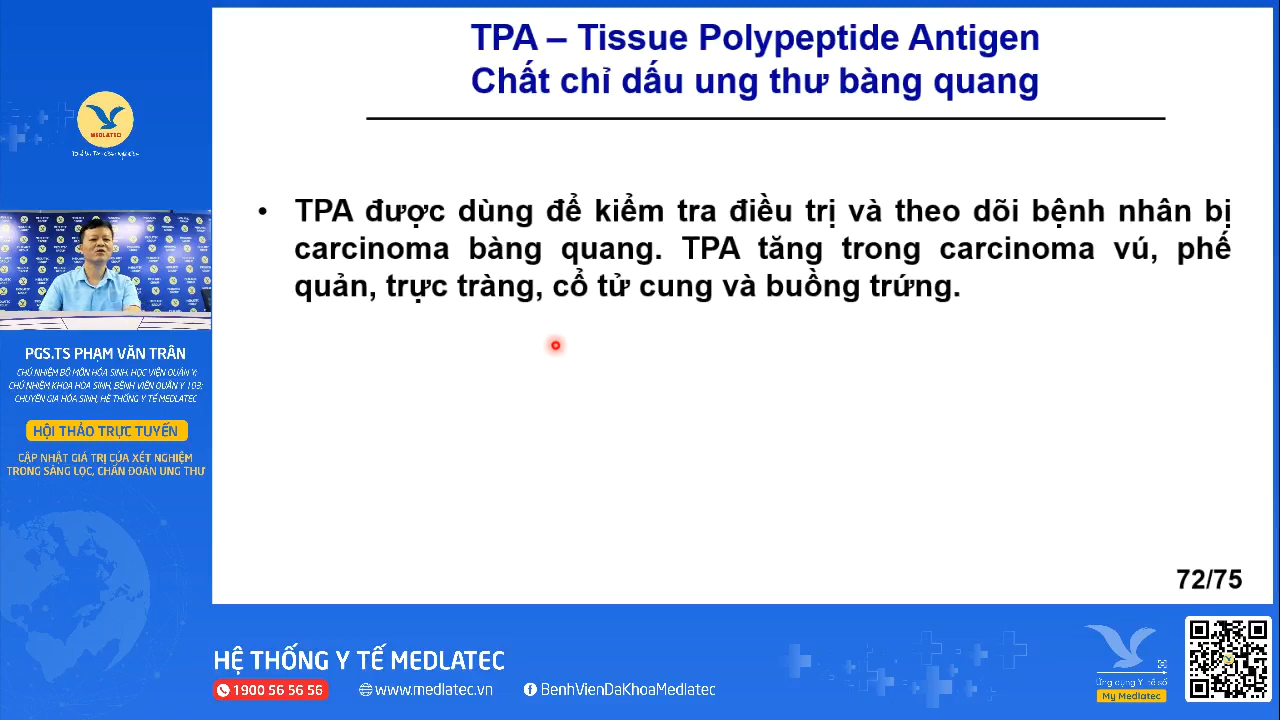 TPA – Tissue Polypeptide Antigen
Chất chỉ dấu ung thư bàng quang
• TPA được dùng để kiểm tra điều trị và theo dõi bệnh nhân bị
carcinoma bàng quang. TPA tăng trong carcinoma vú, phế
quản, trực tràng, cổ tử cung và buồng trứng.
72/75
MEDLATEC
PGS.TS PHẠM VĂN TRÂN
CHỦ NHIỆM BỘ MÔN HÓA SINH, HỌC VIỆN QUÂN Y;
CHỦ NHIỆM KHOA HÓA SINH, BỆNH VIỆN QUÂN Y 103;
CHUYÊN GIA HÓA SINH, HỆ THỐNG Y TẾ MEDLATEC
HỘI THẢO TRỰC TUYẾN
CẬP NHẬT GIÁ TRỊ CỦA XÉT NGHIỆM
TRONG SÀNG LỌC, CHẨN ĐOÁN UNG THƯ
HỆ THỐNG Y TẾ MEDLATEC
1900 56 56 56
www.medlatec.vn
BenhVienDaKhoaMedlatec
Ứng dụng Y tế số
My Medlatec